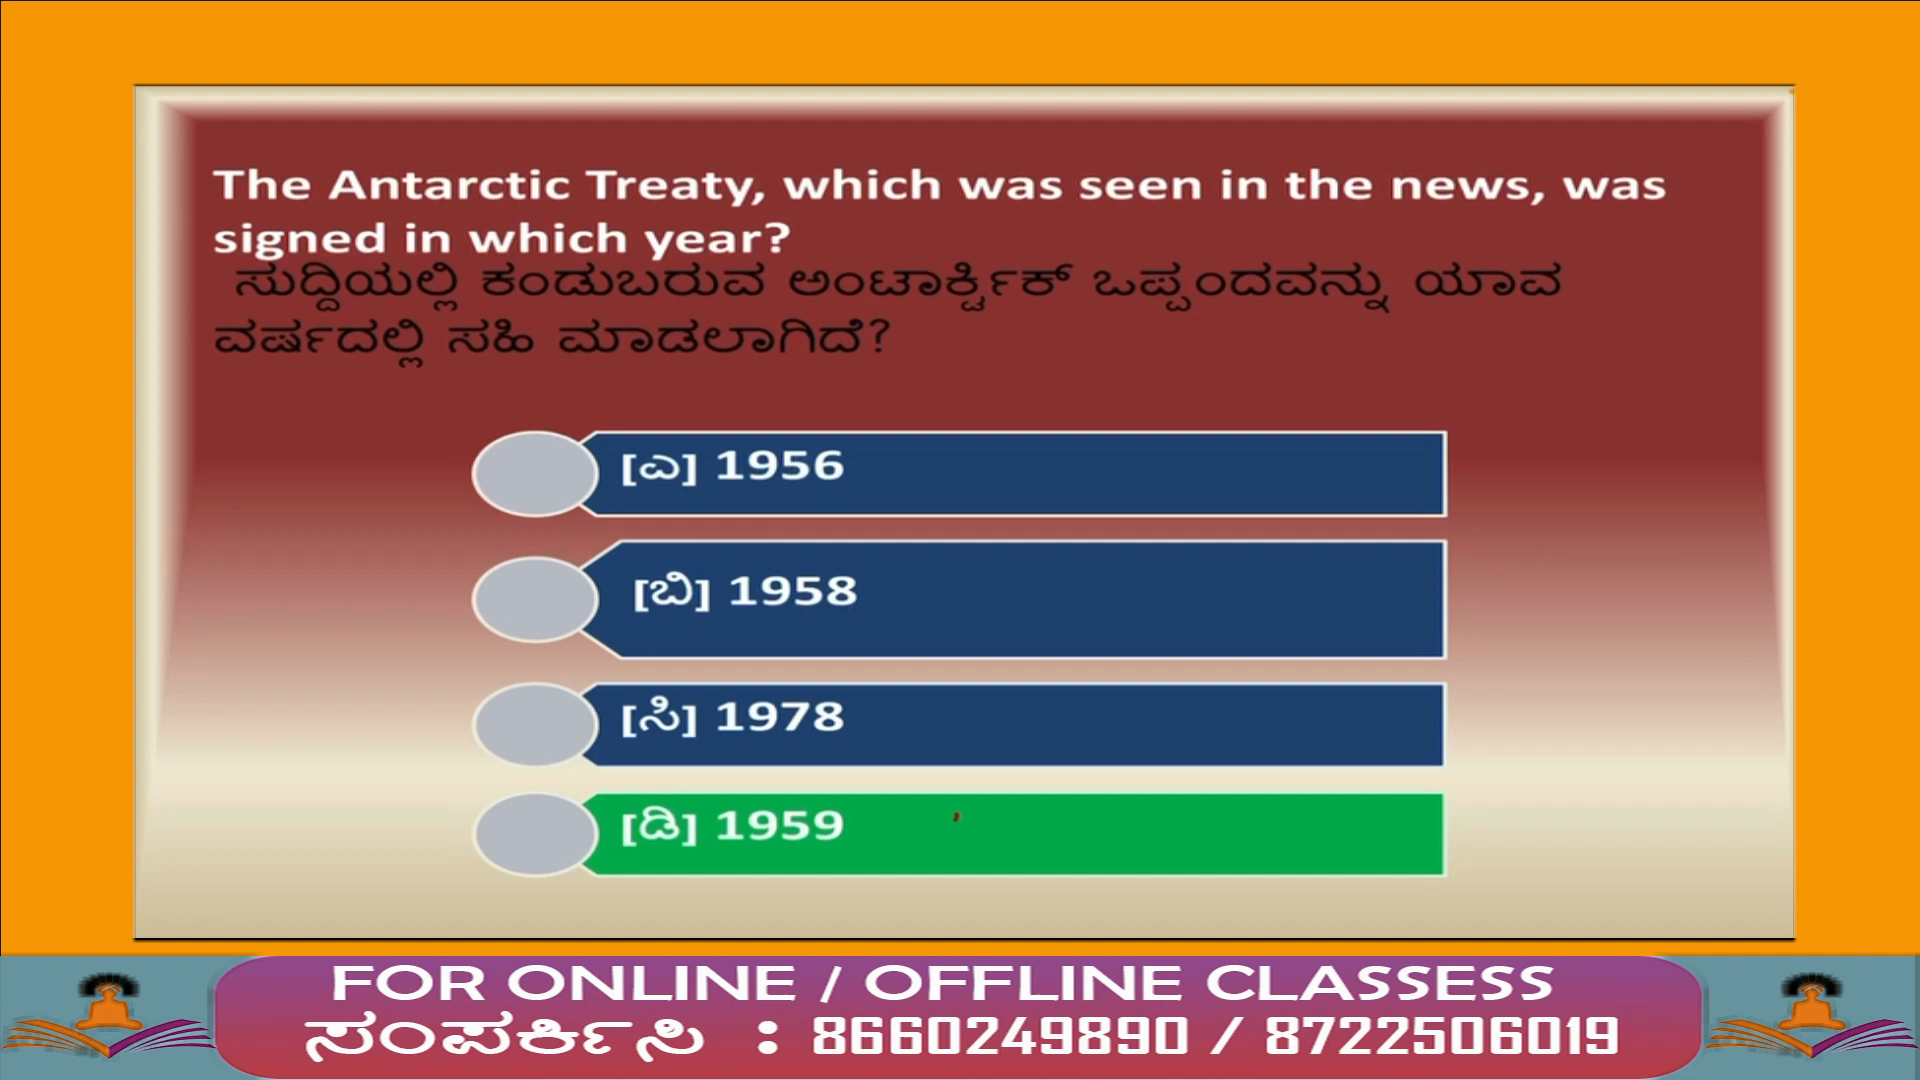 The Antarctic Treaty, which was seen in the news, was
signed in which year?
ಸುದ್ದಿಯಲ್ಲಿ ಕಂಡುಬರುವ ಅಂಟಾರ್ಕ್ಟಿಕ್ ಒಪ್ಪಂದವನ್ನು ಯಾವ
ವರ್ಷದಲ್ಲಿ ಸಹಿ ಮಾಡಲಾಗಿದೆ?
[ಎ] 1956
[ಬಿ] 1958
[ಸಿ] 1978
[ಡಿ] 1959
FOR ONLINE / OFFLINE CLASSESS
ಸಂಪರ್ಕಿಸಿ : 8660249890 / 8722506019